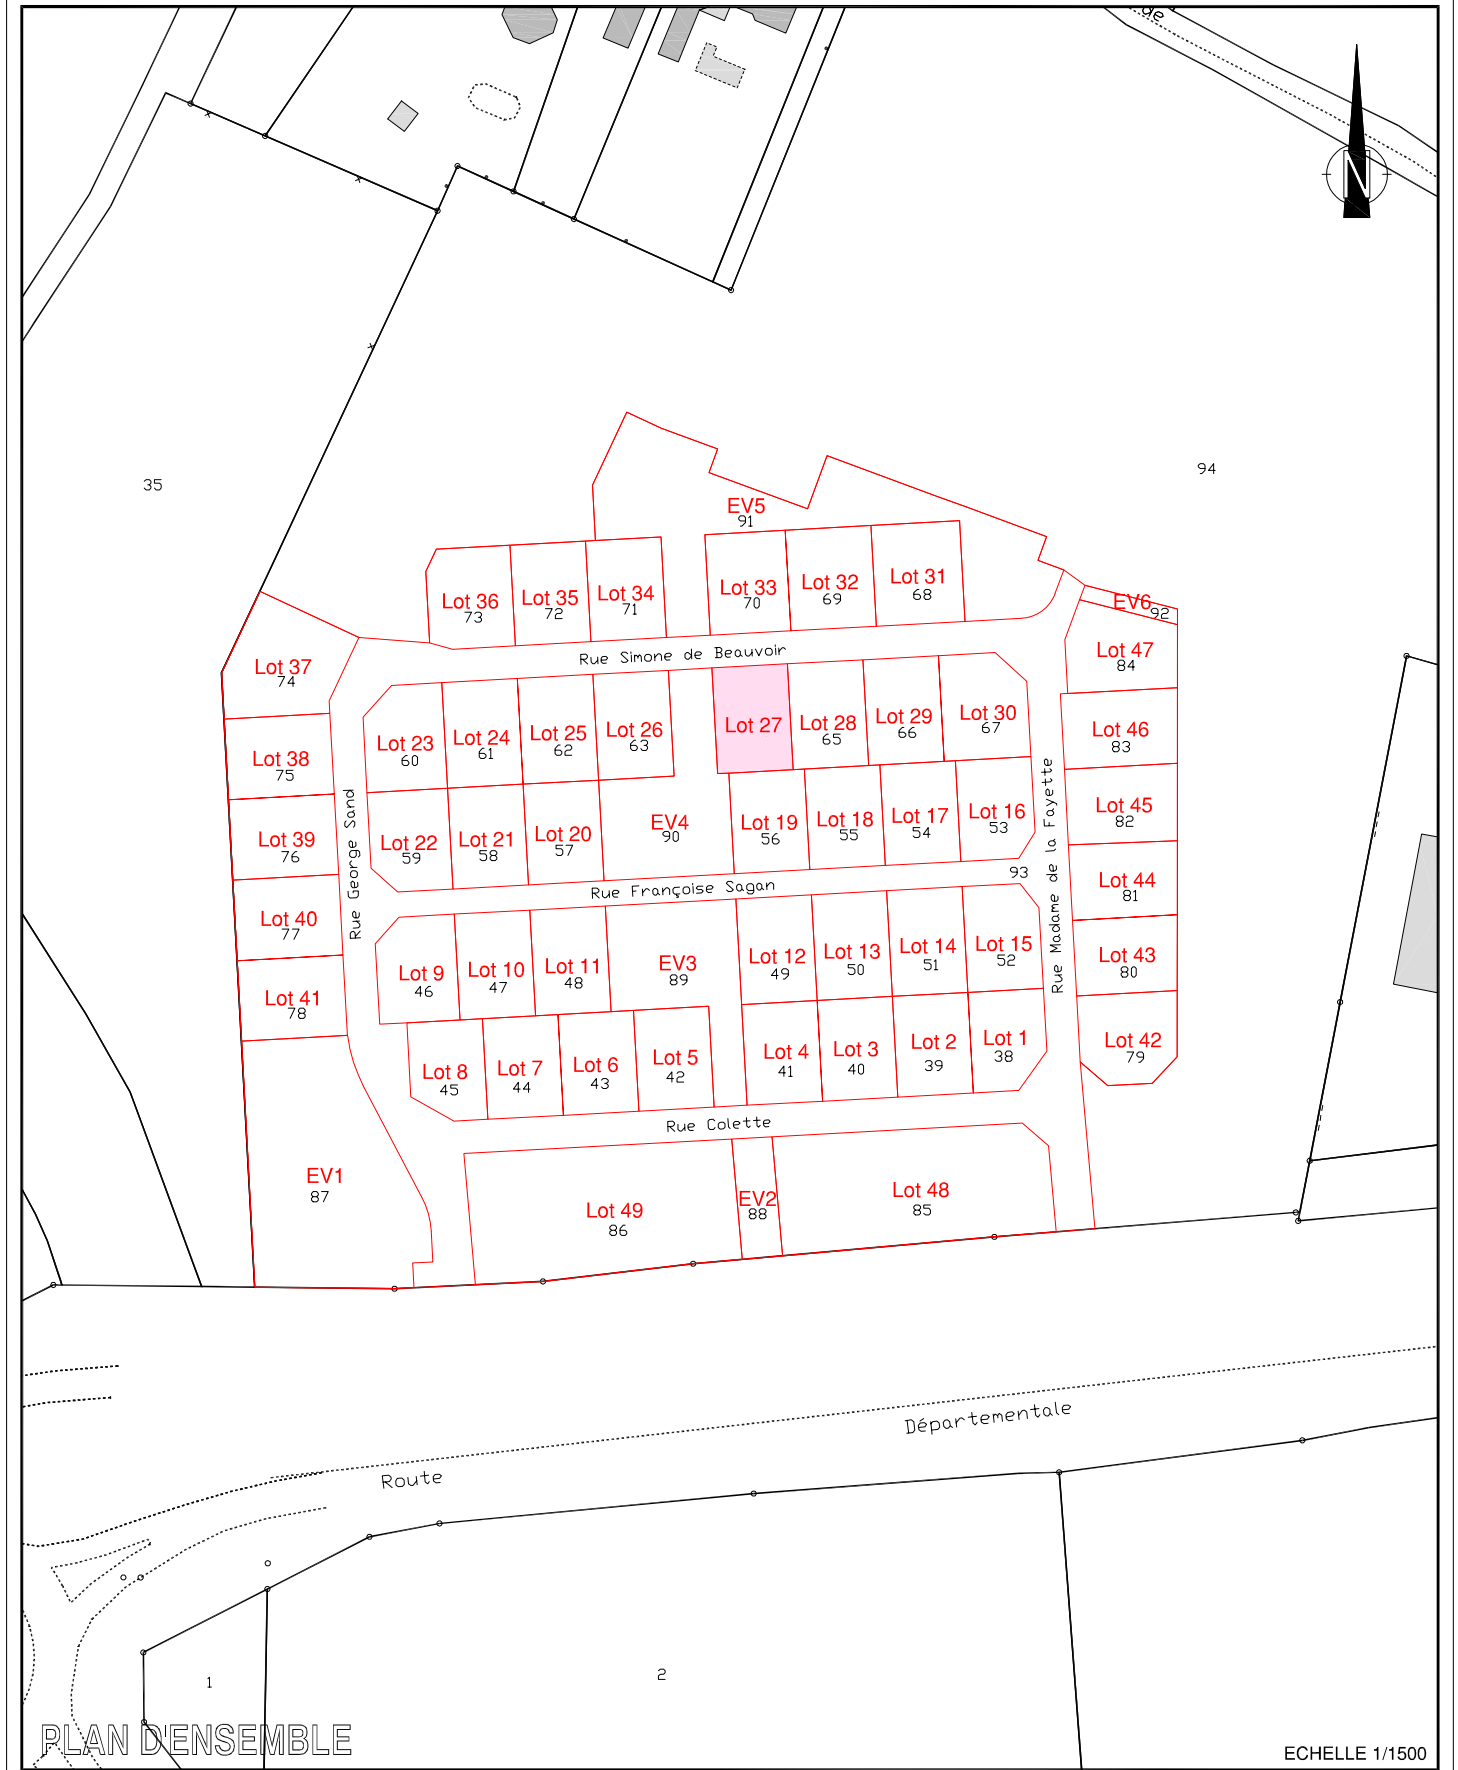 de
N
35
94
EV5
91
Lot 36
73
Lot 35
72
Lot 34
71
Lot 33
70
Lot 32
69
Lot 31
68
EV6
92
Rue Simone de Beauvoir
Lot 37
74
Lot 47
84
Lot 23
60
Lot 24
61
Lot 25
62
Lot 26
63
Lot 27
Lot 28
65
Lot 29
66
Lot 30
67
Lot 38
75
Lot 46
83
Rue George Sand
Rue Madame de la Fayette
Lot 22
59
Lot 21
58
Lot 20
57
EV4
90
Lot 19
56
Lot 18
55
Lot 17
54
Lot 16
53
Lot 39
76
Lot 45
82
Rue Françoise Sagan
93
Lot 40
77
Lot 44
81
Lot 9
46
Lot 10
47
Lot 11
48
EV3
89
Lot 12
49
Lot 13
50
Lot 14
51
Lot 15
52
Lot 43
80
Lot 41
78
Lot 8
45
Lot 7
44
Lot 6
43
Lot 5
42
Lot 4
41
Lot 3
40
Lot 2
39
Lot 1
38
Lot 42
79
Rue Colette
EV1
87
Lot 49
86
EV2
88
Lot 48
85
Route Départementale
1
2
PLAN D'ENSEMBLE
ECHELLE 1/1500